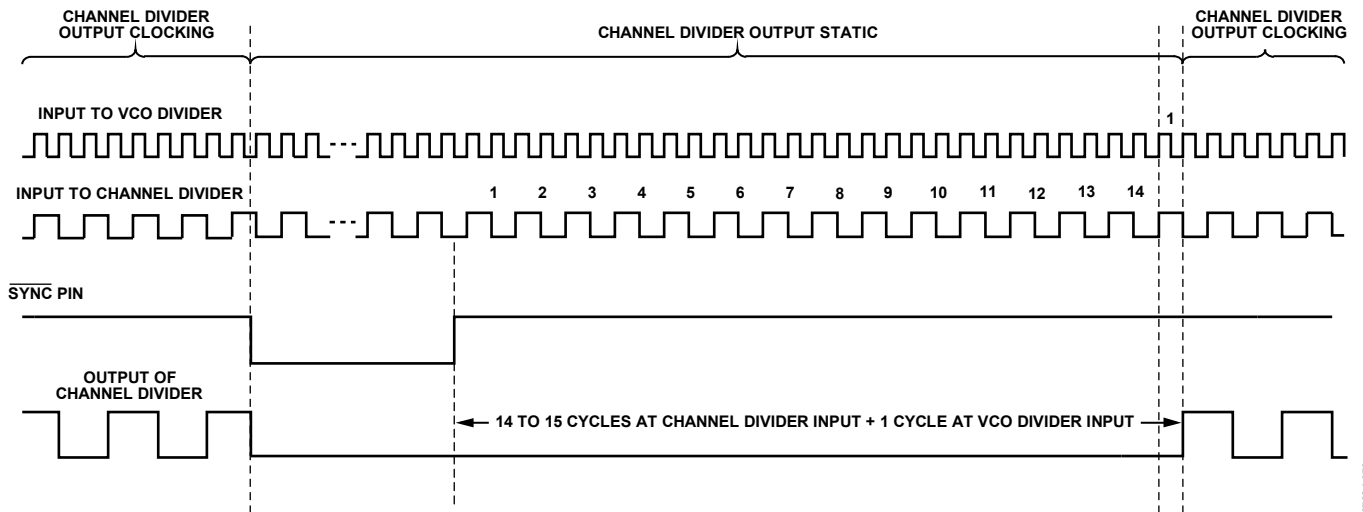 CHANNEL DIVIDER
OUTPUT CLOCKING
CHANNEL DIVIDER OUTPUT STATIC
CHANNEL DIVIDER
OUTPUT CLOCKING
INPUT TO VCO DIVIDER
1
INPUT TO CHANNEL DIVIDER
1 2 3 4 5 6 7 8 9 10 11 12 13 14
SYNC PIN
OUTPUT OF
CHANNEL DIVIDER
14 TO 15 CYCLES AT CHANNEL DIVIDER INPUT + 1 CYCLE AT VCO DIVIDER INPUT